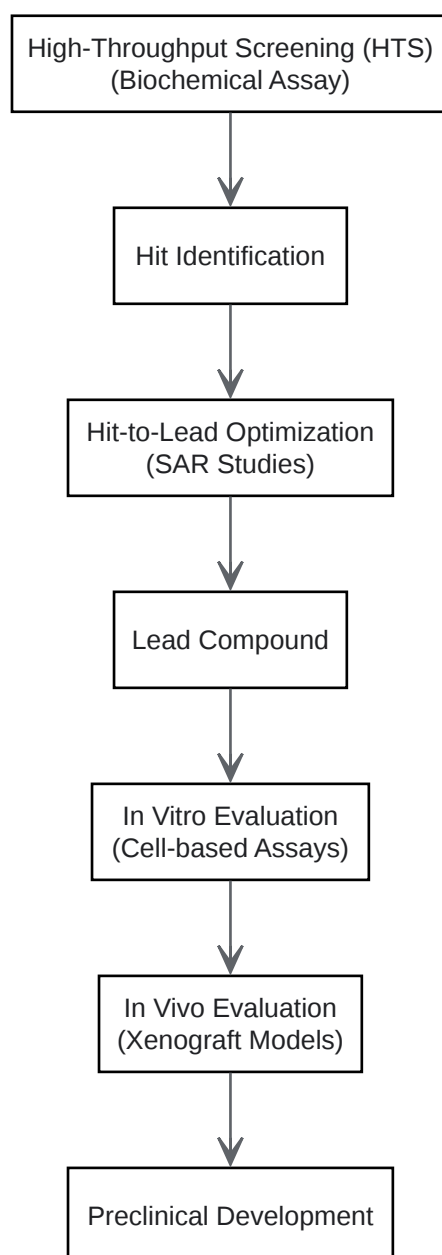 High-Throughput Screening (HTS)
(Biochemical Assay)
Hit Identification
Hit-to-Lead Optimization
(SAR Studies)
Lead Compound
In Vitro Evaluation
(Cell-based Assays)
In Vivo Evaluation
(Xenograft Models)
Preclinical Development